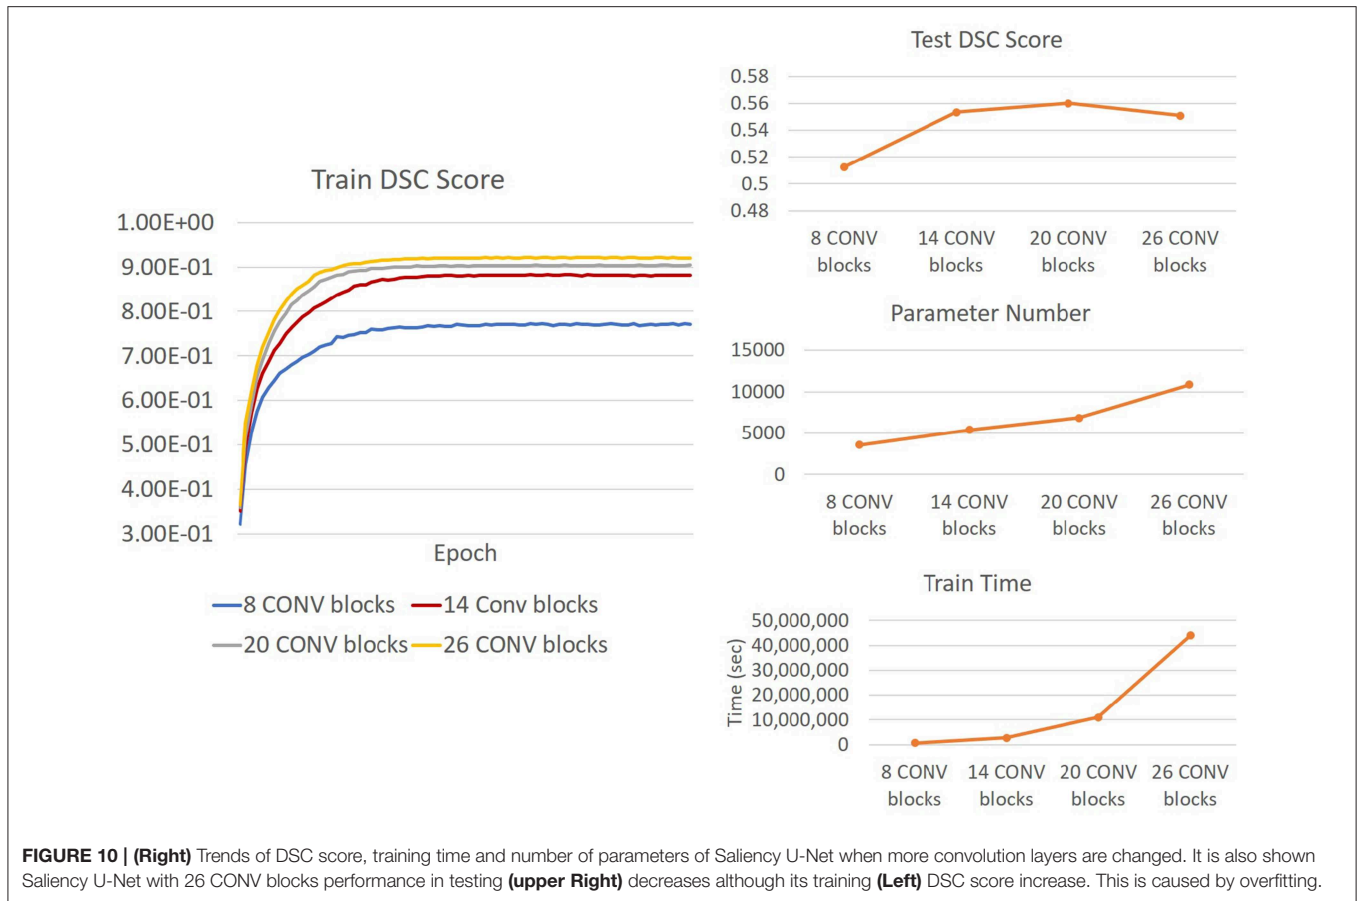 Train DSC Score
1.00E+00
9.00E-01
8.00E-01
7.00E-01
6.00E-01
5.00E-01
4.00E-01
3.00E-01
Epoch
8 CONV blocks 14 Conv blocks
20 CONV blocks 26 CONV blocks
Test DSC Score
0.58
0.56
0.54
0.52
0.5
0.48
8 CONV 14 CONV 20 CONV 26 CONV
blocks blocks blocks blocks
Parameter Number
15000
10000
5000
0
8 CONV 14 CONV 20 CONV 26 CONV
blocks blocks blocks blocks
Train Time
Time (sec)
50,000,000
40,000,000
30,000,000
20,000,000
10,000,000
0
8 CONV 14 CONV 20 CONV 26 CONV
blocks blocks blocks blocks
FIGURE 10 | (Right) Trends of DSC score, training time and number of parameters of Saliency U-Net when more convolution layers are changed. It is also shown
Saliency U-Net with 26 CONV blocks performance in testing (upper Right) decreases although its training (Left) DSC score increase. This is caused by overfitting.